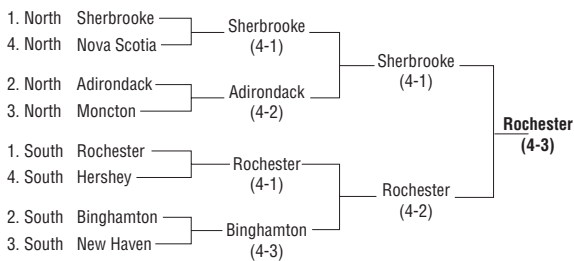 1. North Sherbrooke
4. North Nova Scotia
2. North Adirondack
3. North Moncton
1. South Rochester
4. South Hershey
2. South Binghamton
3. South New Haven
Sherbrooke
(4-1)
Adirondack
(4-2)
Rochester
(4-1)
Binghamton
(4-3)
Sherbrooke
(4-1)
Rochester
(4-2)
Rochester
(4-3)